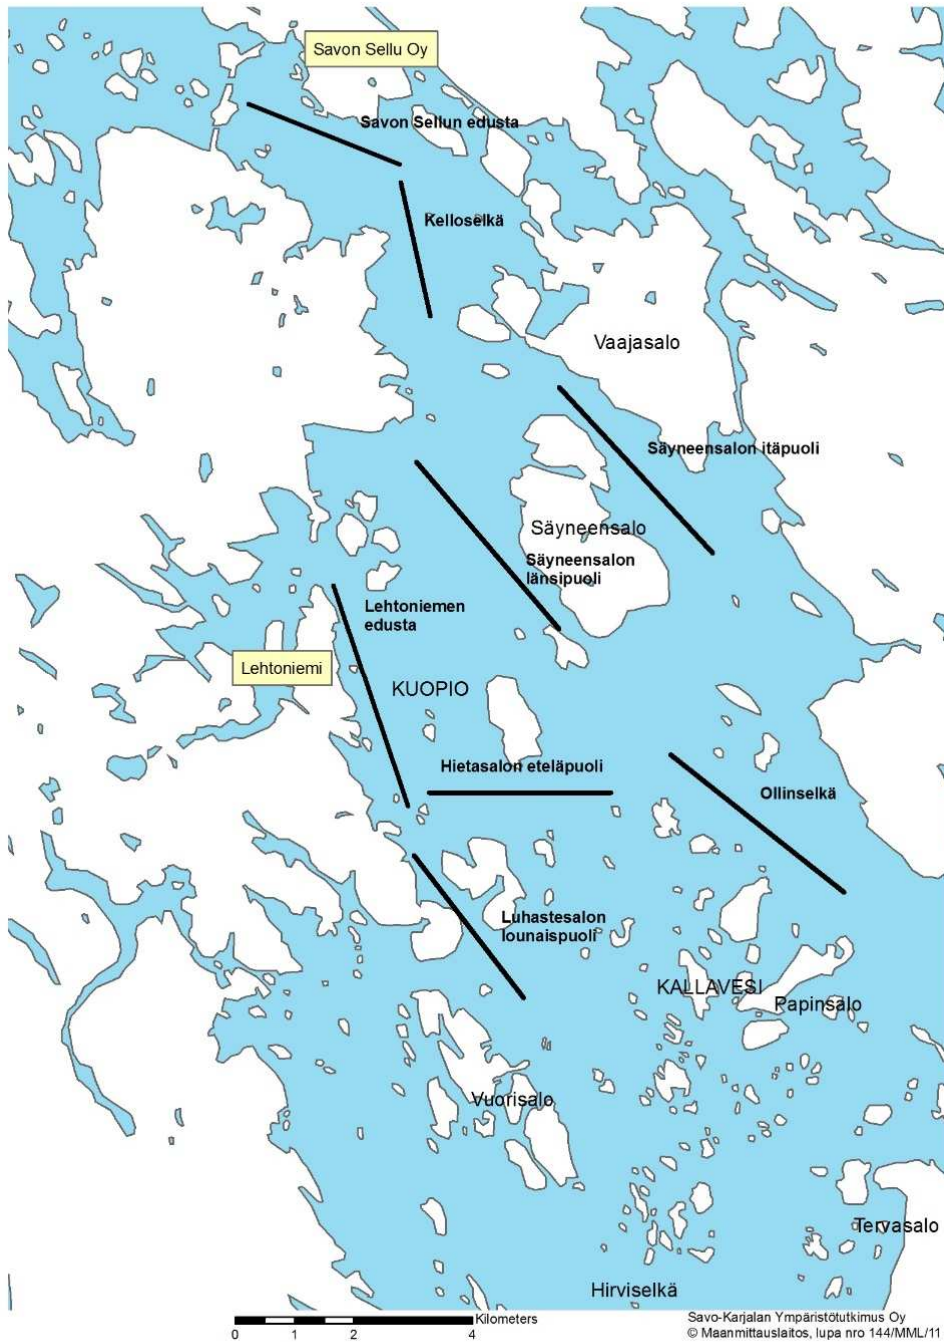 Savon Sellu Oy
Savon Sellun edusta
Kelloselkä
Vaajasalo
Säyneensalon itäpuoli
Säyneensalo
Säyneensalon
länsipuoli
Lehtoniemen
edusta
Lehtoniemi
KUOPIO
Hietasalon eteläpuoli
Ollinselkä
Luhastesalon
lounaispuoli
KALLAVESI
Papinsalo
Vuorisalo
Tervasalo
Hirviselkä
Kilometers
0 1 2 4
Savo-Karjalan Ympäristötutkimus Oy
© Maanmittauslaitos, lupa nro 144/MML/11